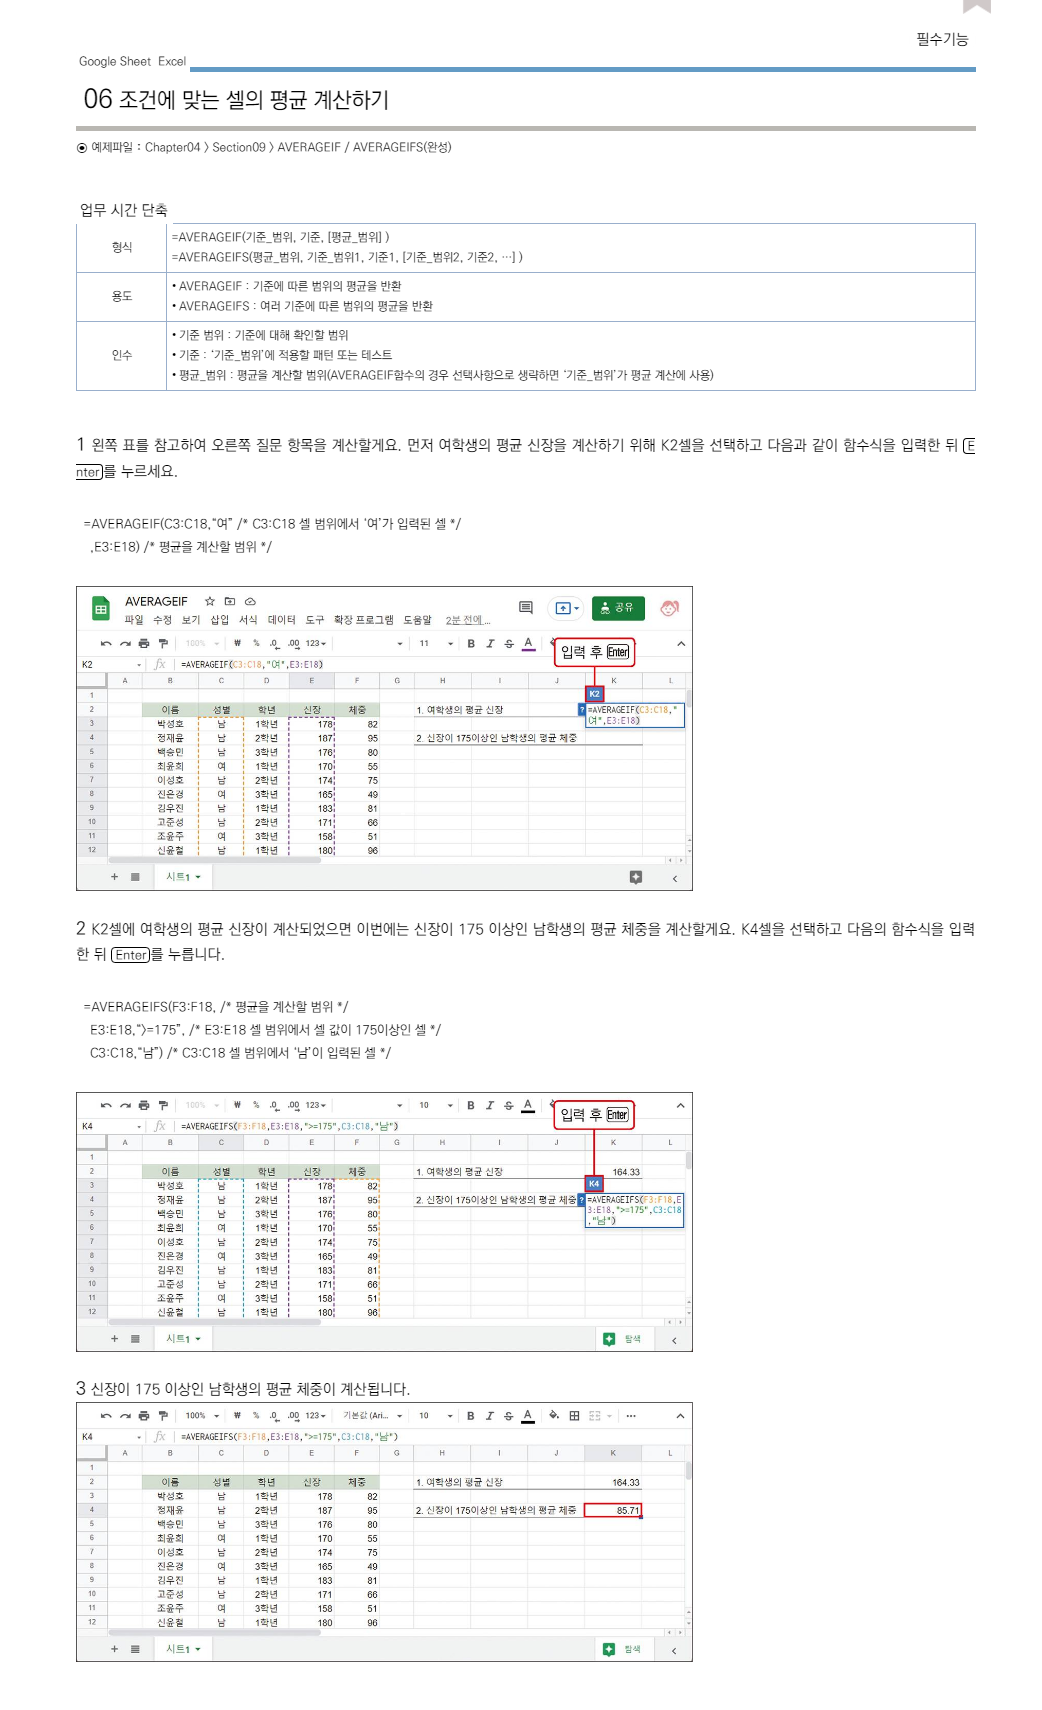 필수기능
Google Sheet Excel
06 조건에 맞는 셀의 평균 계산하기
⦿ 예제파일 : Chapter04 〉 Section09 〉 AVERAGEIF / AVERAGEIFS(완성)
업무 시간 단축
형식
=AVERAGEIF(기준_범위, 기준, [평균_범위] )
=AVERAGEIFS(평균_범위, 기준_범위1, 기준1, [기준_범위2, 기준2, …] )
용도
• AVERAGEIF : 기준에 따른 범위의 평균을 반환
• AVERAGEIFS : 여러 기준에 따른 범위의 평균을 반환
인수
• 기준 범위 : 기준에 대해 확인할 범위
• 기준 : ‘기준_범위’에 적용할 패턴 또는 테스트
• 평균_범위 : 평균을 계산할 범위(AVERAGEIF함수의 경우 선택사항으로 생략하면 ‘기준_범위’가 평균 계산에 사용)
1 왼쪽 표를 참고하여 오른쪽 질문 항목을 계산할게요. 먼저 여학생의 평균 신장을 계산하기 위해 K2셀을 선택하고 다음과 같이 함수식을 입력한 뒤 E
nter를 누르세요.
=AVERAGEIF(C3:C18,“여” /* C3:C18 셀 범위에서 ‘여’가 입력된 셀 */
,E3:E18) /* 평균을 계산할 범위 */
AVERAGEIF
공유
파일 수정 보기 삽입 서식 데이터 도구 확장 프로그램 도움말 2분 전에 ...
100% ₩ % .0 .00 123 11 B I S A
입력 후 Enter
K2 fx =AVERAGEIF(C3:C18,"여",E3:E18)
A B C D E F G H I J K L
1 K2
2 이름 성별 학년 신장 체중 1. 여학생의 평균 신장 ? =AVERAGEIF(C3:C18,"
여",E3:E18)
3 박성호 남 1학년 178 82
4 정재윤 남 2학년 187 95 2. 신장이 175이상인 남학생의 평균 체중
5 백승민 남 3학년 176 80
6 최윤희 여 1학년 170 55
7 이성호 남 2학년 174 75
8 진은경 여 3학년 165 49
9 김우진 남 1학년 183 81
10 고준성 남 2학년 171 66
11 조윤주 여 3학년 158 51
12 신윤철 남 1학년 180 96
시트1
2 K2셀에 여학생의 평균 신장이 계산되었으면 이번에는 신장이 175 이상인 남학생의 평균 체중을 계산할게요. K4셀을 선택하고 다음의 함수식을 입력
한 뒤 Enter를 누릅니다.
=AVERAGEIFS(F3:F18, /* 평균을 계산할 범위 */
E3:E18,“〉=175”, /* E3:E18 셀 범위에서 셀 값이 175이상인 셀 */
C3:C18,“남”) /* C3:C18 셀 범위에서 ‘남’이 입력된 셀 */
100% ₩ % .0 .00 123 10 B I S A
입력 후 Enter
K4 fx =AVERAGEIFS(F3:F18,E3:E18,">=175",C3:C18,"남")
A B C D E F G H I J K L
1
2 이름 성별 학년 신장 체중 1. 여학생의 평균 신장 164.33
3 박성호 남 1학년 178 82 K4
4 정재윤 남 2학년 187 95 2. 신장이 175이상인 남학생의 평균 체중 ? =AVERAGEIFS(F3:F18,E
3:E18,">=175",C3:C18
,"남")
5 백승민 남 3학년 176 80
6 최윤희 여 1학년 170 55
7 이성호 남 2학년 174 75
8 진은경 여 3학년 165 49
9 김우진 남 1학년 183 81
10 고준성 남 2학년 171 66
11 조윤주 여 3학년 158 51
12 신윤철 남 1학년 180 96
시트1 탐색
3 신장이 175 이상인 남학생의 평균 체중이 계산됩니다.
100% ₩ % .0 .00 123 기본값 (Ari... 10 B I S A
K4 fx =AVERAGEIFS(F3:F18,E3:E18,">=175",C3:C18,"남")
A B C D E F G H I J K L
1
2 이름 성별 학년 신장 체중 1. 여학생의 평균 신장 164.33
3 박성호 남 1학년 178 82
4 정재윤 남 2학년 187 95 2. 신장이 175이상인 남학생의 평균 체중 85.71
5 백승민 남 3학년 176 80
6 최윤희 여 1학년 170 55
7 이성호 남 2학년 174 75
8 진은경 여 3학년 165 49
9 김우진 남 1학년 183 81
10 고준성 남 2학년 171 66
11 조윤주 여 3학년 158 51
12 신윤철 남 1학년 180 96
시트1 탐색